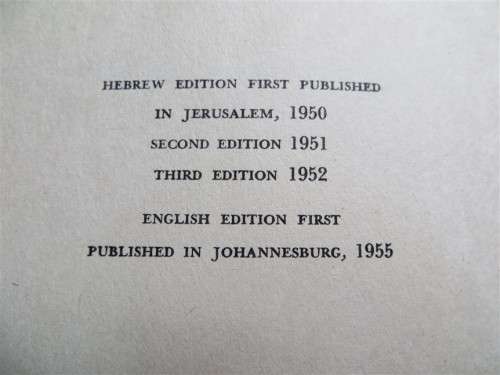 HEBREW EDITION FIRST PUBLISHED
IN JERUSALEM, 1950
SECOND EDITION 1951
THIRD EDITION 1952
ENGLISH EDITION FIRST
PUBLISHED IN JOHANNESBURG, 1955